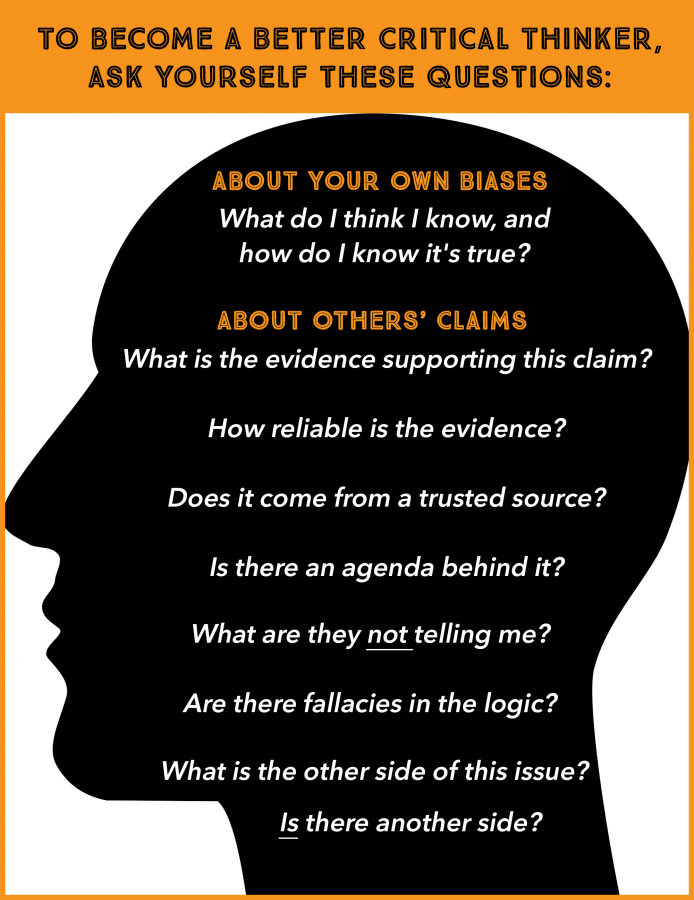 TO BECOME A BETTER CRITICAL THINKER,
ASK YOURSELF THESE QUESTIONS:
ABOUT YOUR OWN BIASES
What do I think I know, and
how do I know it's true?
ABOUT OTHERS’ CLAIMS
What is the evidence supporting this claim?
How reliable is the evidence?
Does it come from a trusted source?
Is there an agenda behind it?
What are they not telling me?
Are there fallacies in the logic?
What is the other side of this issue?
Is there another side?